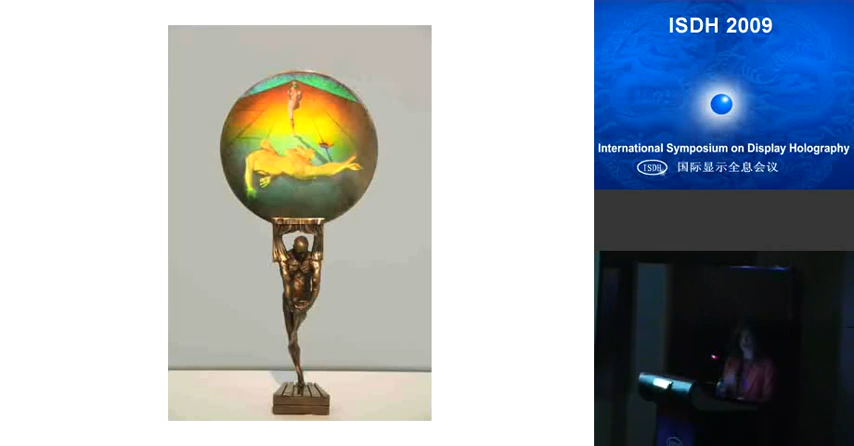 ISDH 2009
International Symposium on Display Holography
ISDH
国际显示全息会议